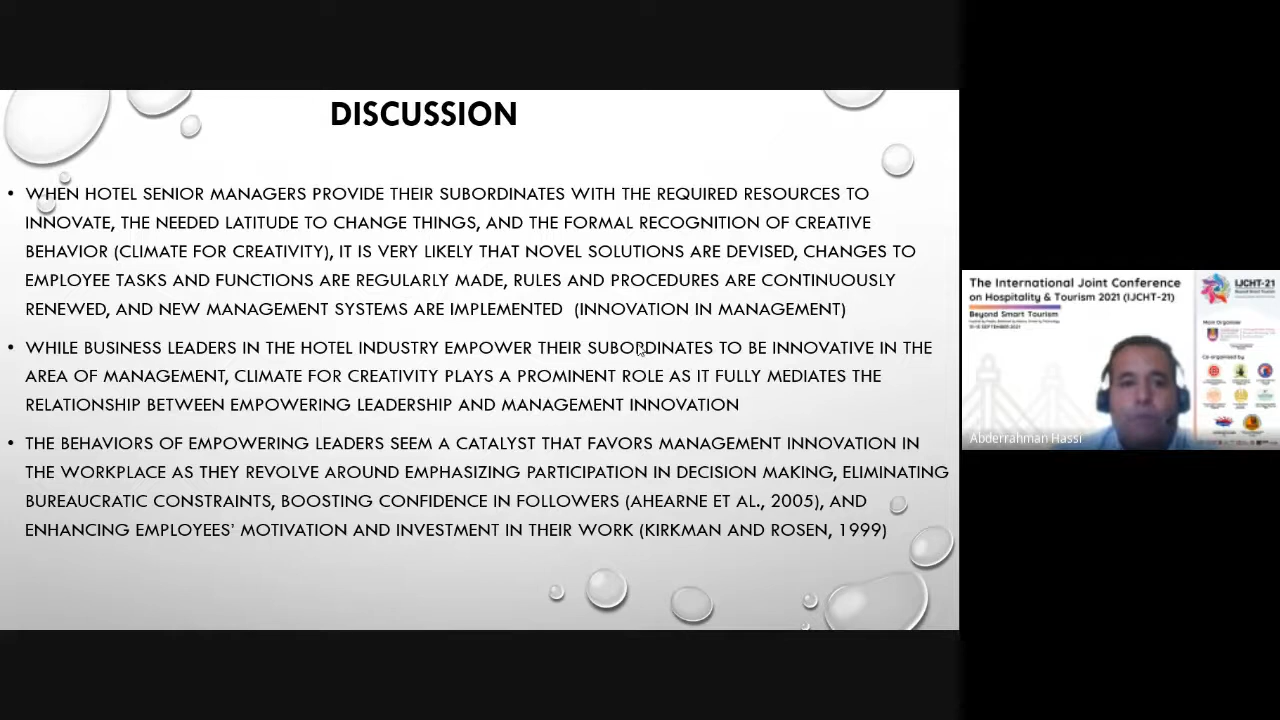 DISCUSSION
• WHEN HOTEL SENIOR MANAGERS PROVIDE THEIR SUBORDINATES WITH THE REQUIRED RESOURCES TO
INNOVATE, THE NEEDED LATITUDE TO CHANGE THINGS, AND THE FORMAL RECOGNITION OF CREATIVE
BEHAVIOR (CLIMATE FOR CREATIVITY), IT IS VERY LIKELY THAT NOVEL SOLUTIONS ARE DEVISED, CHANGES TO
EMPLOYEE TASKS AND FUNCTIONS ARE REGULARLY MADE, RULES AND PROCEDURES ARE CONTINUOUSLY
RENEWED, AND NEW MANAGEMENT SYSTEMS ARE IMPLEMENTED (INNOVATION IN MANAGEMENT)
• WHILE BUSINESS LEADERS IN THE HOTEL INDUSTRY EMPOWER THEIR SUBORDINATES TO BE INNOVATIVE IN THE
AREA OF MANAGEMENT, CLIMATE FOR CREATIVITY PLAYS A PROMINENT ROLE AS IT FULLY MEDIATES THE
RELATIONSHIP BETWEEN EMPOWERING LEADERSHIP AND MANAGEMENT INNOVATION
• THE BEHAVIORS OF EMPOWERING LEADERS SEEM A CATALYST THAT FAVORS MANAGEMENT INNOVATION IN
THE WORKPLACE AS THEY REVOLVE AROUND EMPHASIZING PARTICIPATION IN DECISION MAKING, ELIMINATING
BUREAUCRATIC CONSTRAINTS, BOOSTING CONFIDENCE IN FOLLOWERS (AHEARNE ET AL., 2005), AND
ENHANCING EMPLOYEES' MOTIVATION AND INVESTMENT IN THEIR WORK (KIRKMAN AND ROSEN, 1999)
The International Joint Conference
on Hospitality & Tourism 2021 (IJCHT-21)
Beyond Smart Tourism
IJCHT-21
Main Organiser
Co-organised by
Abderrahman Hassi